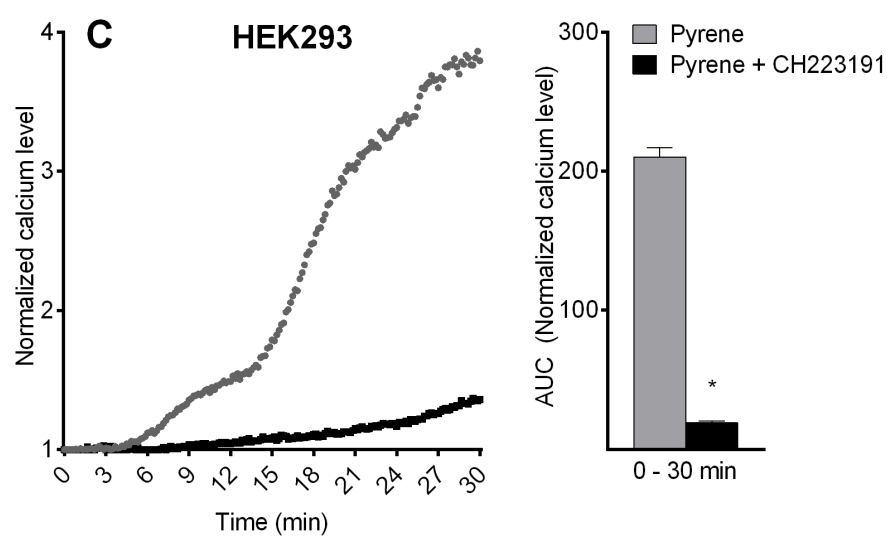 C
HEK293
Normalized calcium level
4
3
2
1
0
3
6
9
12
15
18
21
24
27
30
Time (min)
Pyrene
Pyrene + CH223191
AUC (Normalized calcium level)
300
200
100
*
0 - 30 min